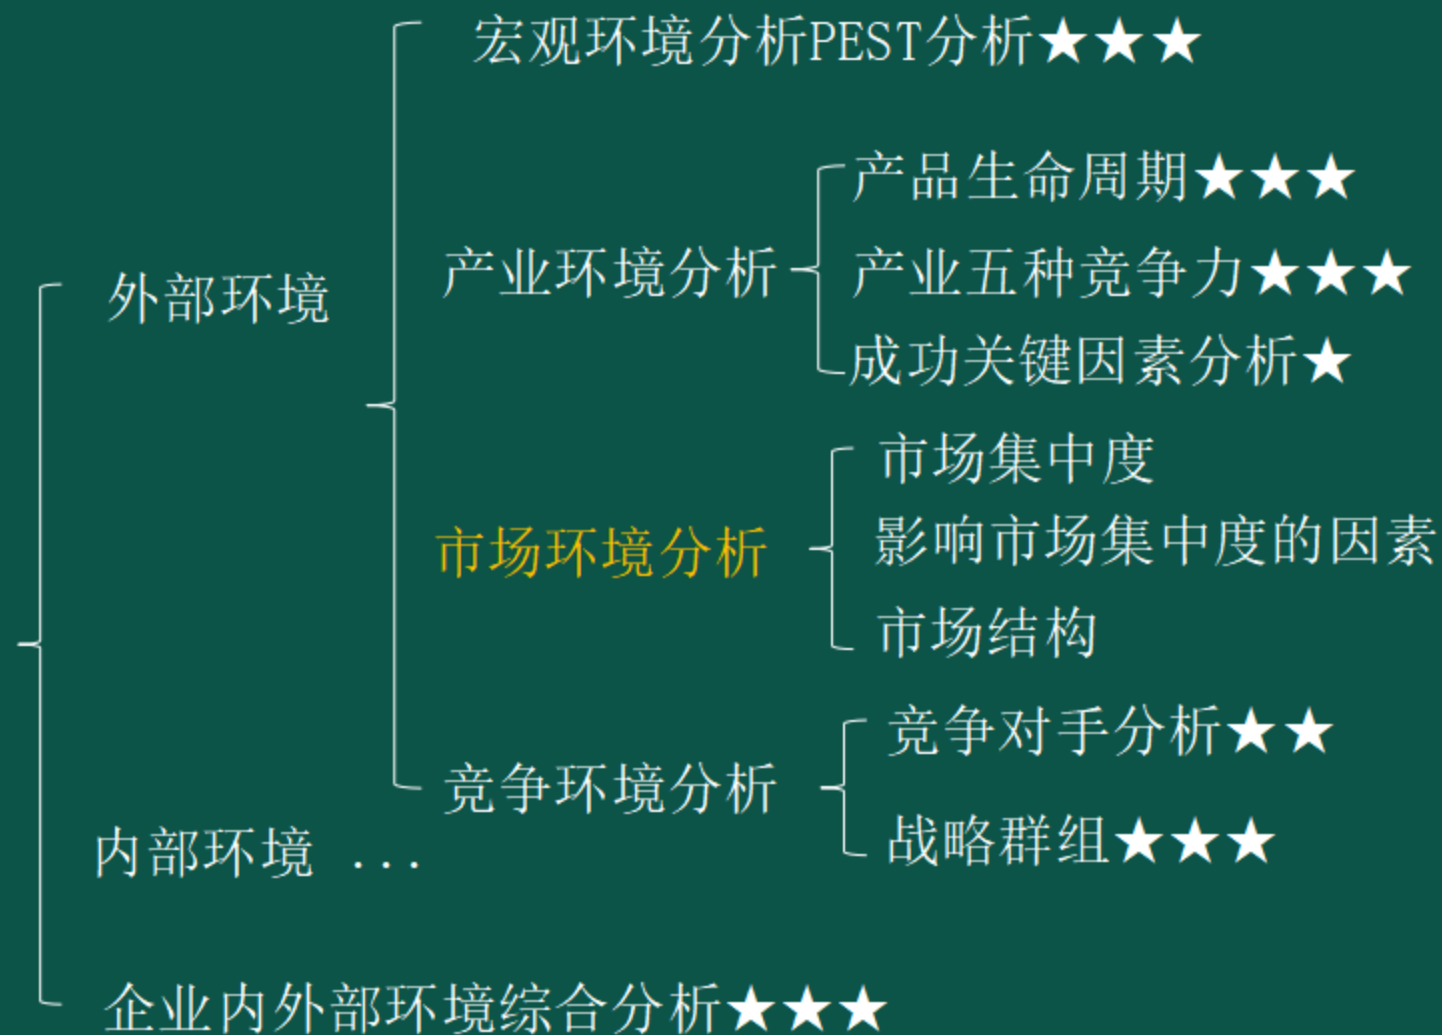 宏观环境分析PEST分析★★★
产品生命周期★★★
外部环境
产业环境分析
产业五种竞争力★★★
成功关键因素分析★
市场集中度
市场环境分析
影响市场集中度的因素
市场结构
竞争对手分析★★
竞争环境分析
战略群组★★★
内部环境 ...
企业内外部环境综合分析★★★